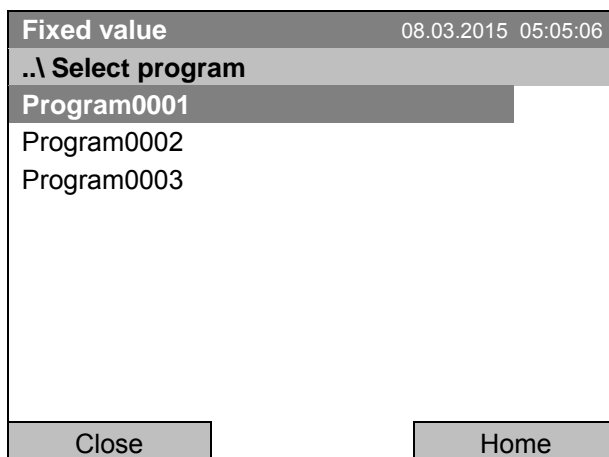 Fixed value 08.03.2015 05:05:06
..\ Select program
Program0001
Program0002
Program0003
Close Home